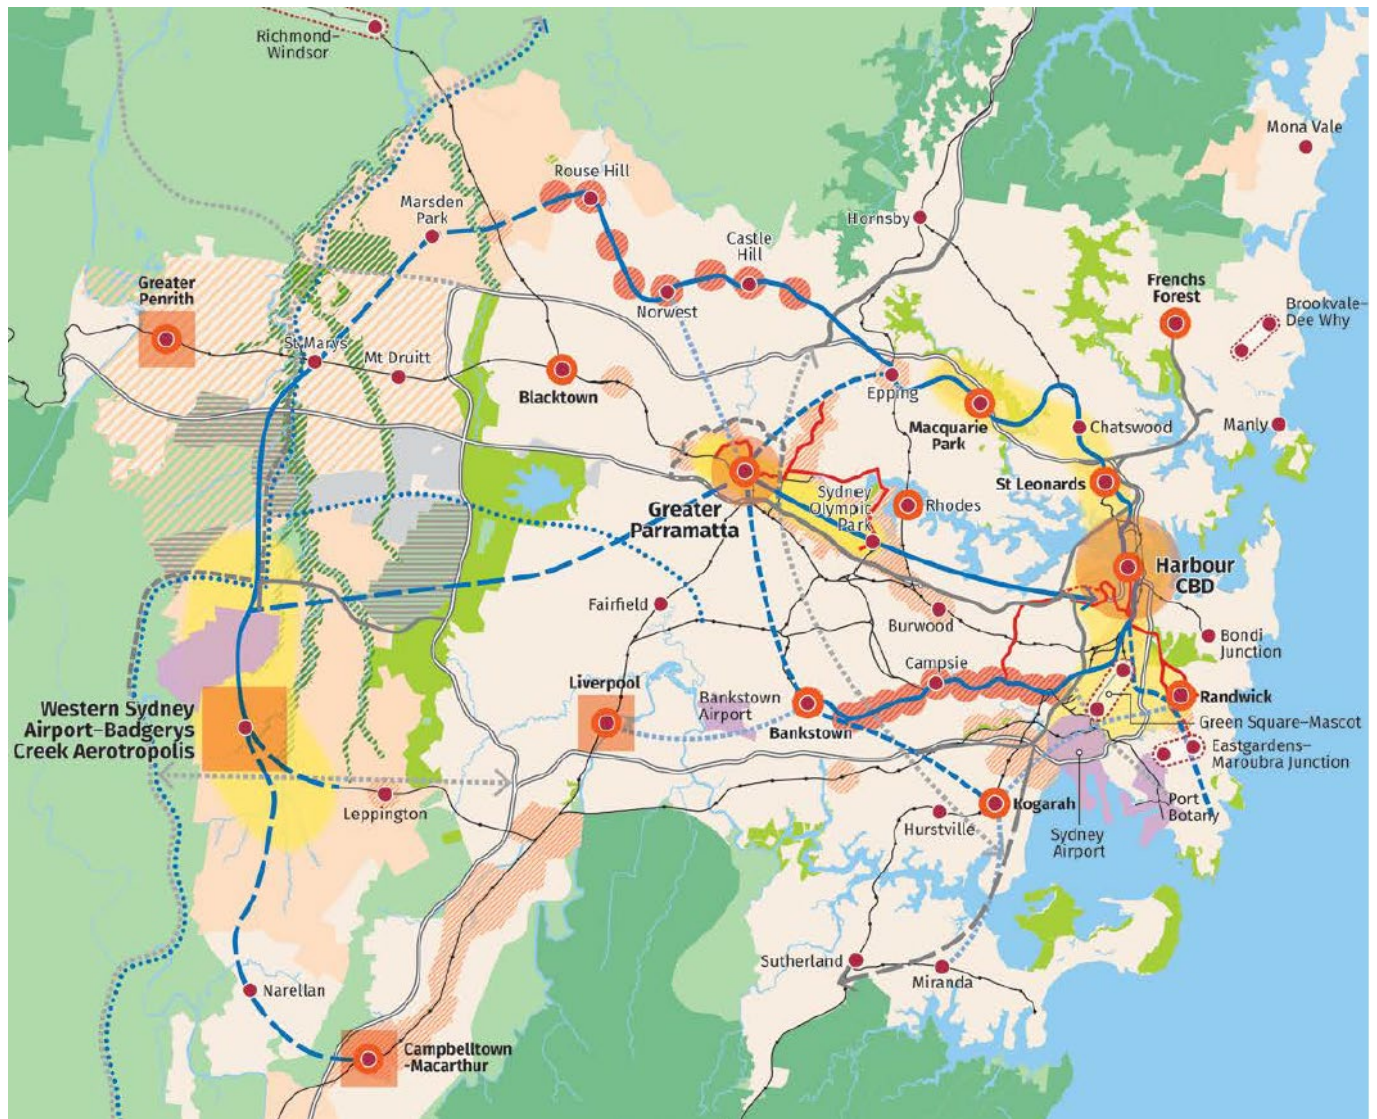 Richmond–
Windsor
Mona Vale
Rouse Hill
Marsden
Park
Hornsby
Castle
Hill
Greater
Penrith
Norwest
Frenchs
Forest
Brookvale–
Dee Why
St Marys
Mt Druitt
Blacktown
Epping
Macquarie
Park
Chatswood
Manly
St Leonards
Greater
Parramatta
Sydney
Olympic
Park
Rhodes
Harbour
CBD
Fairfield
Burwood
Bondi
Junction
Campsie
Liverpool
Bankstown
Airport
Randwick
Western Sydney
Airport–Badgerys
Creek Aerotropolis
Bankstown
Green Square–Mascot
Eastgardens–
Maroubra Junction
Leppington
Kogarah
Hurstville
Port
Botany
Sydney
Airport
Sutherland
Miranda
Narellan
Campbelltown
-Macarthur